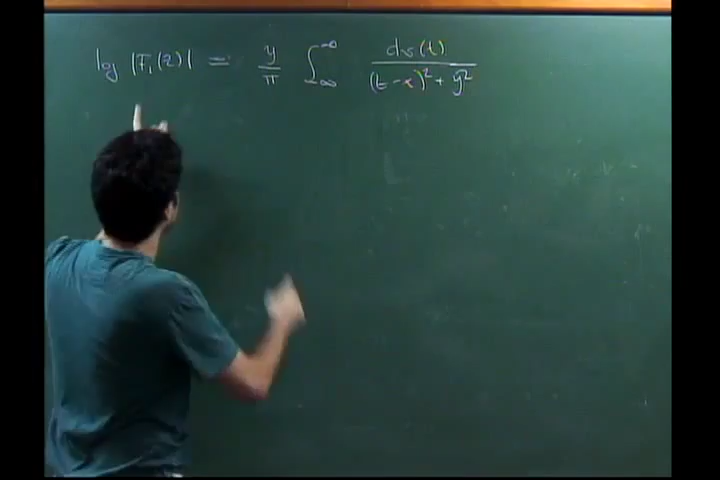 log |F₁(z)| = y/π ∫_{-∞}^{∞} dσ(t) / ((t-x)² + y²)